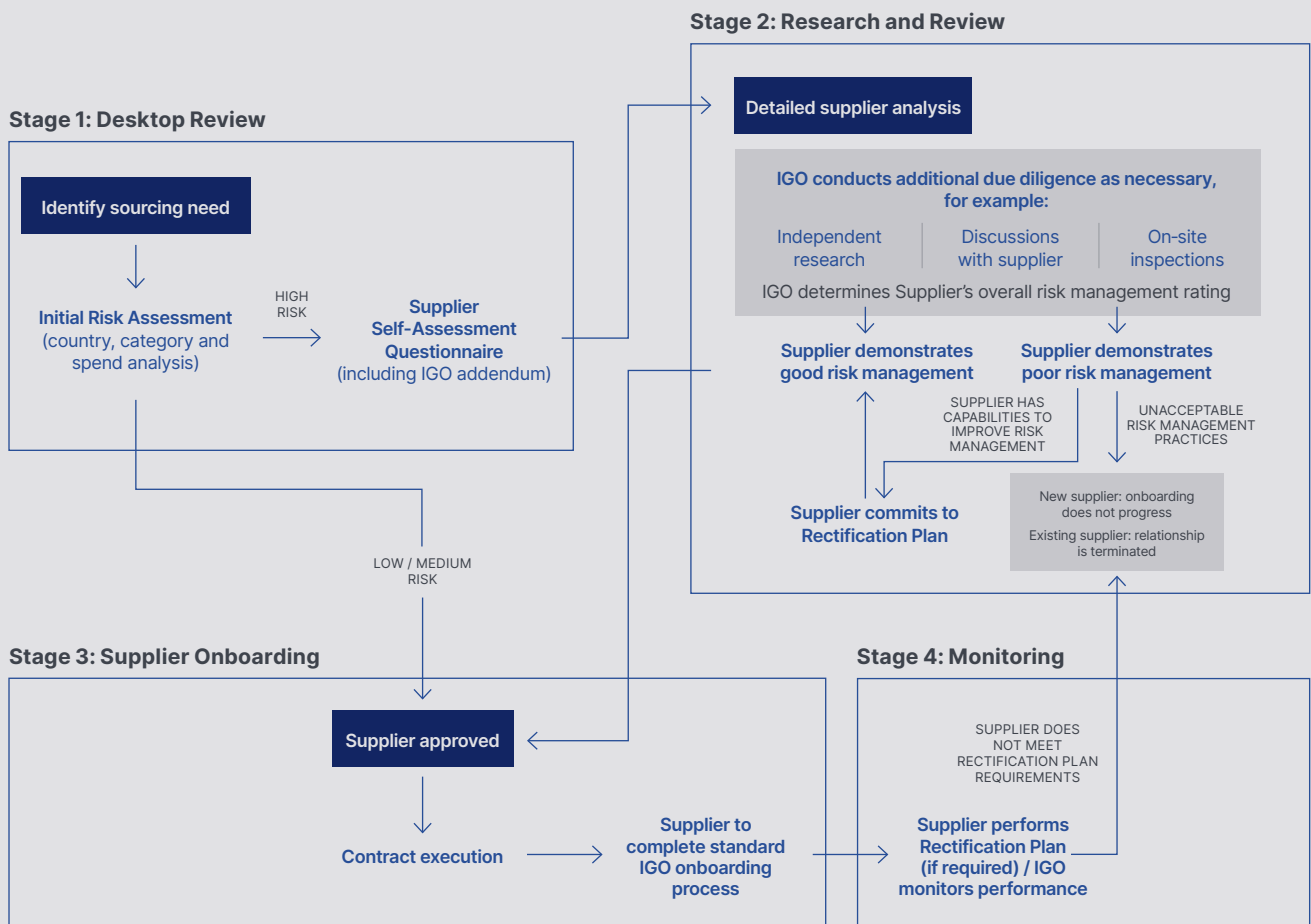 Stage 1: Desktop Review
Identify sourcing need
Initial Risk Assessment
(country, category and
spend analysis)
HIGH
RISK
Supplier
Self-Assessment
Questionnaire
(including IGO addendum)
LOW / MEDIUM
RISK
Stage 2: Research and Review
Detailed supplier analysis
IGO conducts additional due diligence as necessary,
for example:
Independent
research
Discussions
with supplier
On-site
inspections
IGO determines Supplier’s overall risk management rating
Supplier demonstrates
good risk management
Supplier demonstrates
poor risk management
SUPPLIER HAS
CAPABILITIES TO
IMPROVE RISK
MANAGEMENT
UNACCEPTABLE
RISK MANAGEMENT
PRACTICES
Supplier commits to
Rectification Plan
New supplier: onboarding
does not progress
Existing supplier: relationship
is terminated
Stage 3: Supplier Onboarding
Supplier approved
Contract execution
Supplier to
complete standard
IGO onboarding
process
Stage 4: Monitoring
SUPPLIER DOES
NOT MEET
RECTIFICATION PLAN
REQUIREMENTS
Supplier performs
Rectification Plan
(if required) / IGO
monitors performance